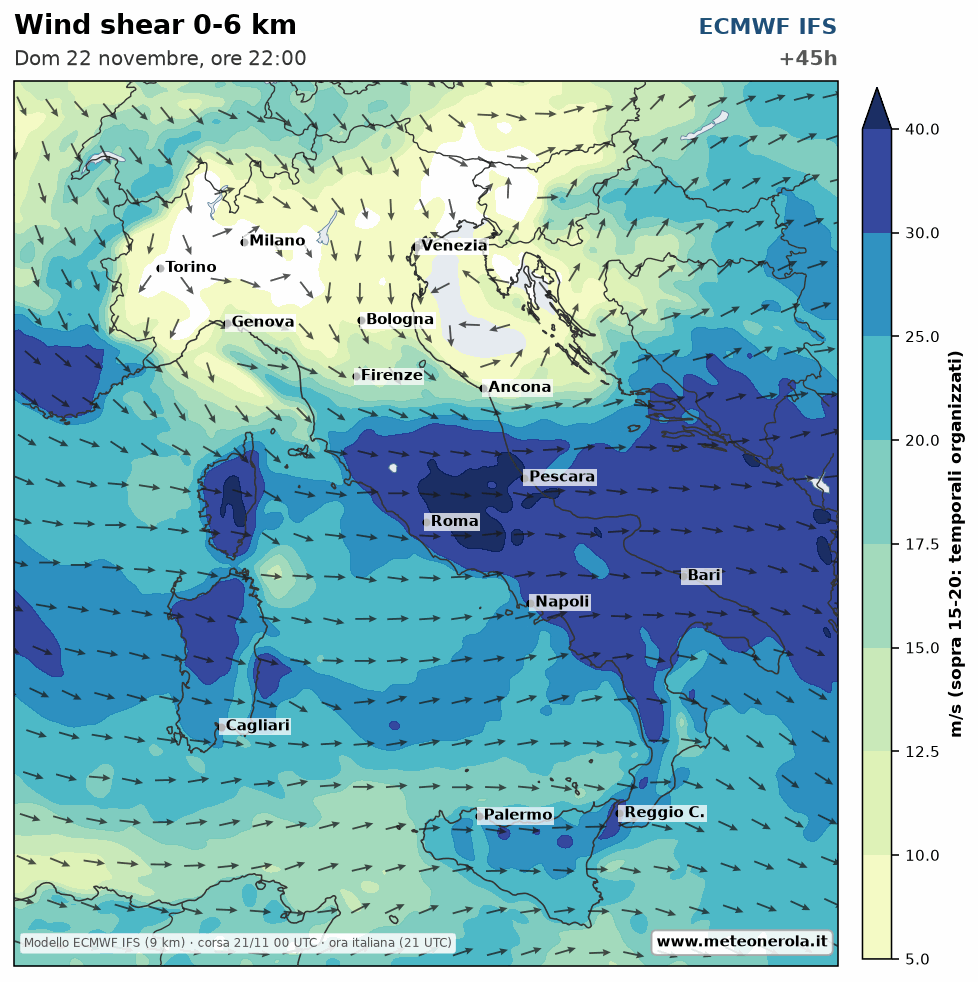 Wind shear 0-6 km
ECMWF IFS
Dom 22 novembre, ore 22:00
+45h
40.0
30.0
25.0
20.0
17.5
15.0
12.5
10.0
5.0
m/s (sopra 15-20: temporali organizzati)
Milano
Venezia
Torino
Genova
Bologna
Firenze
Ancona
Pescara
Roma
Bari
Napoli
Cagliari
Palermo
Reggio C.
Modello ECMWF IFS (9 km) · corsa 21/11 00 UTC · ora italiana (21 UTC)
www.meteonerola.it